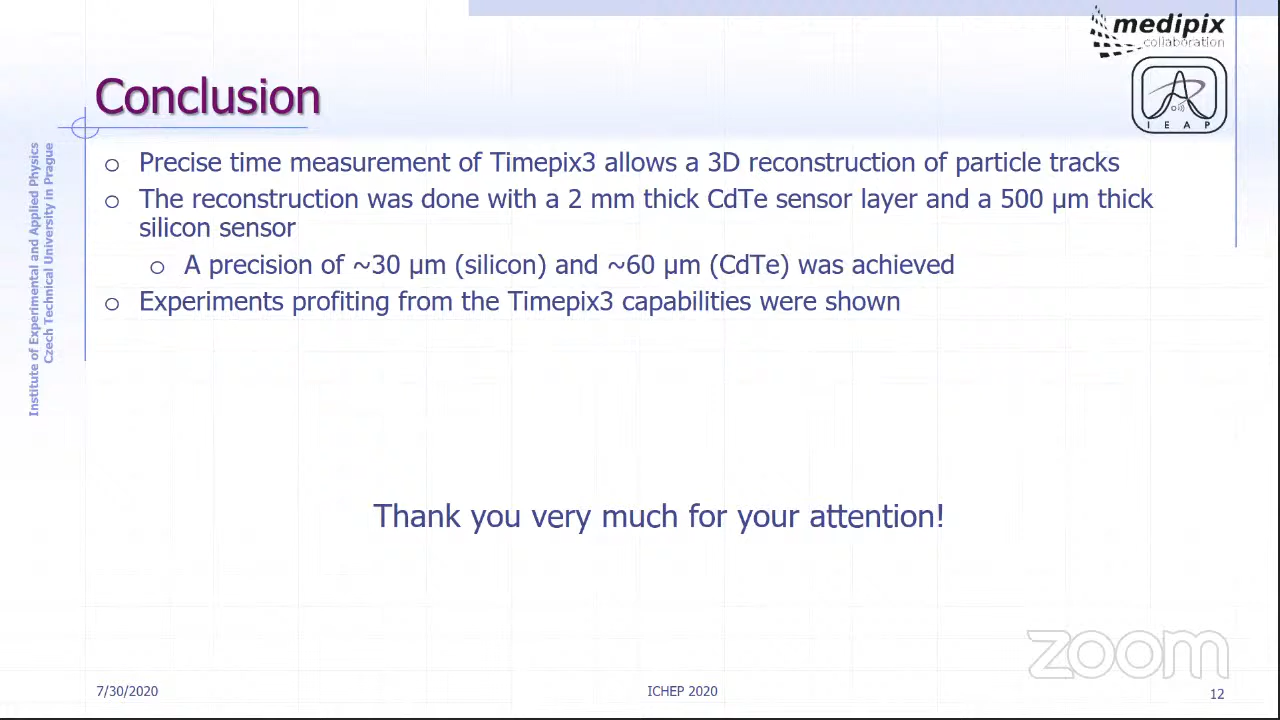 medipix
collaboration
IEAP
Conclusion
Institute of Experimental and Applied Physics
Czech Technical University in Prague
o Precise time measurement of Timepix3 allows a 3D reconstruction of particle tracks
o The reconstruction was done with a 2 mm thick CdTe sensor layer and a 500 μm thick
silicon sensor
o A precision of ~30 μm (silicon) and ~60 μm (CdTe) was achieved
o Experiments profiting from the Timepix3 capabilities were shown
Thank you very much for your attention!
zoom
7/30/2020
ICHEP 2020
12